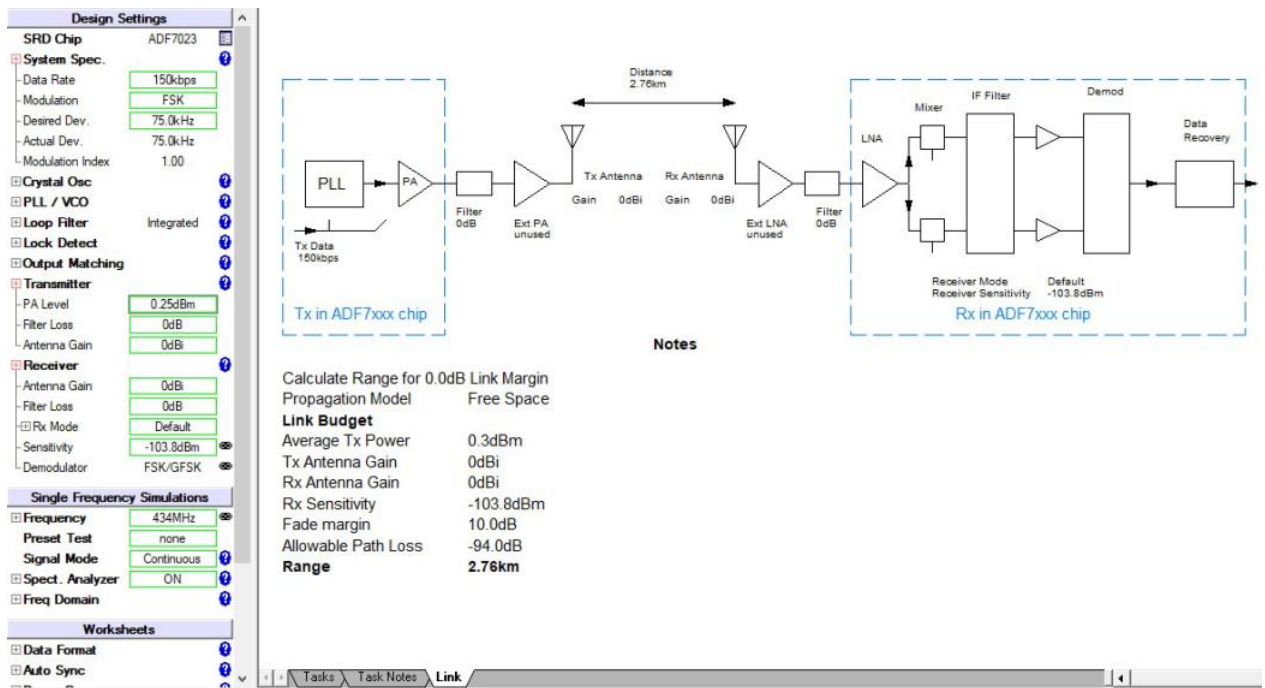 Design Settings
SRD Chip ADF7023
System Spec.
Data Rate 150kbps
Modulation FSK
Desired Dev. 75.0kHz
Actual Dev. 75.0kHz
Modulation Index 1.00
Crystal Osc
PLL / VCO
Loop Filter Integrated
Lock Detect
Output Matching
Transmitter
PA Level 0.25dBm
Filter Loss 0dB
Antenna Gain 0dBi
Receiver
Antenna Gain 0dBi
Filter Loss 0dB
Rx Mode Default
Sensitivity -103.8dBm
Demodulator FSK/GFSK
Single Frequency Simulations
Frequency 434MHz
Preset Test none
Signal Mode Continuous
Spect. Analyzer ON
Freq Domain
Worksheets
Data Format
Auto Sync
Distance
2.76km
PLL
PA
Tx Data
150kbps
Filter
0dB
Ext PA
unused
Tx Antenna
Gain 0dBi
Rx Antenna
Gain 0dBi
Ext LNA
unused
Filter
0dB
LNA
Mixer
IF Filter
Demod
Data
Recovery
Receiver Mode Default
Receiver Sensitivity -103.8dBm
Tx in ADF7xxx chip
Rx in ADF7xxx chip
Notes
Calculate Range for 0.0dB Link Margin
Propagation Model Free Space
Link Budget
Average Tx Power 0.3dBm
Tx Antenna Gain 0dBi
Rx Antenna Gain 0dBi
Rx Sensitivity -103.8dBm
Fade margin 10.0dB
Allowable Path Loss -94.0dB
Range 2.76km
Tasks Task Notes Link